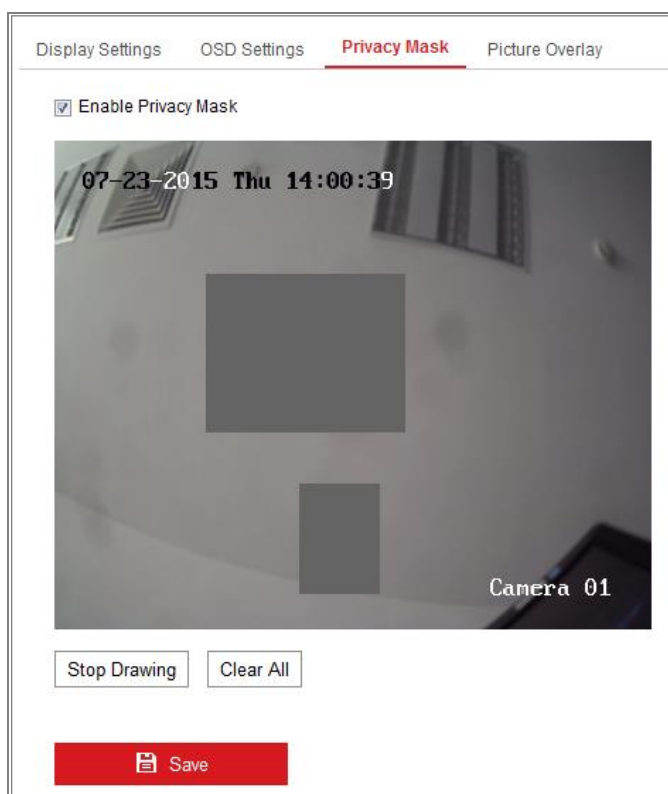 Display Settings OSD Settings Privacy Mask Picture Overlay
Enable Privacy Mask
07-23-2015 Thu 14:00:39
Camera 01
Stop Drawing Clear All
Save